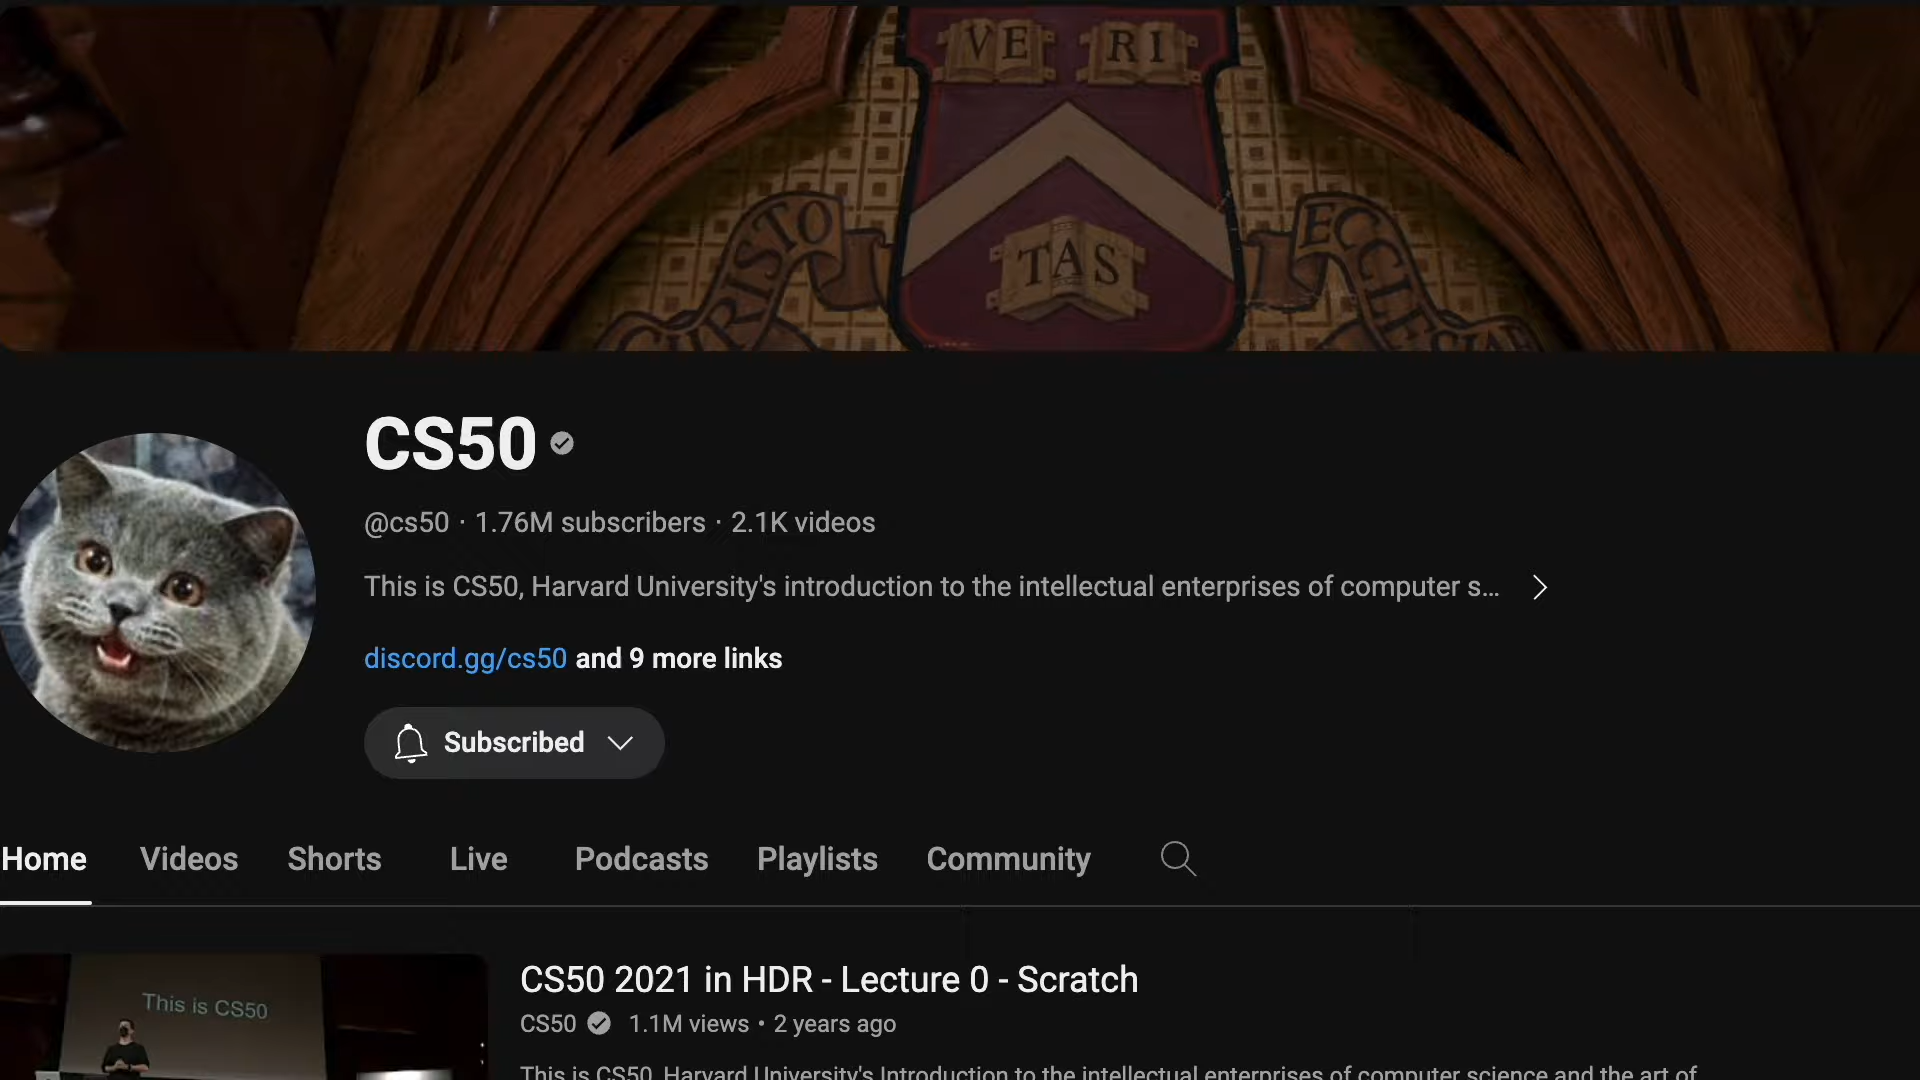 VE RI
TAS
CHRISTO
ECCLESIAE
CS50
@cs50 · 1.76M subscribers · 2.1K videos
This is CS50, Harvard University's introduction to the intellectual enterprises of computer s...
discord.gg/cs50 and 9 more links
Subscribed
Home Videos Shorts Live Podcasts Playlists Community
This is CS50
CS50 2021 in HDR - Lecture 0 - Scratch
CS50 1.1M views • 2 years ago
This is CS50, Harvard University's Introduction to the intellectual enterprises of computer science and the art of